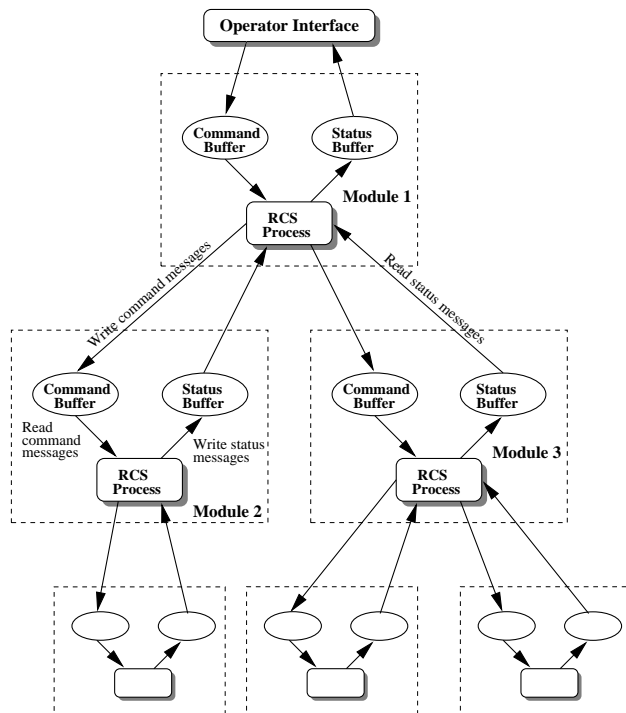 Operator Interface
Command
Buffer
Status
Buffer
Module 1
RCS
Process
Write command messages
Read status messages
Command
Buffer
Status
Buffer
Read
command
messages
Write status
messages
RCS
Process
Module 2
Command
Buffer
Status
Buffer
Module 3
RCS
Process